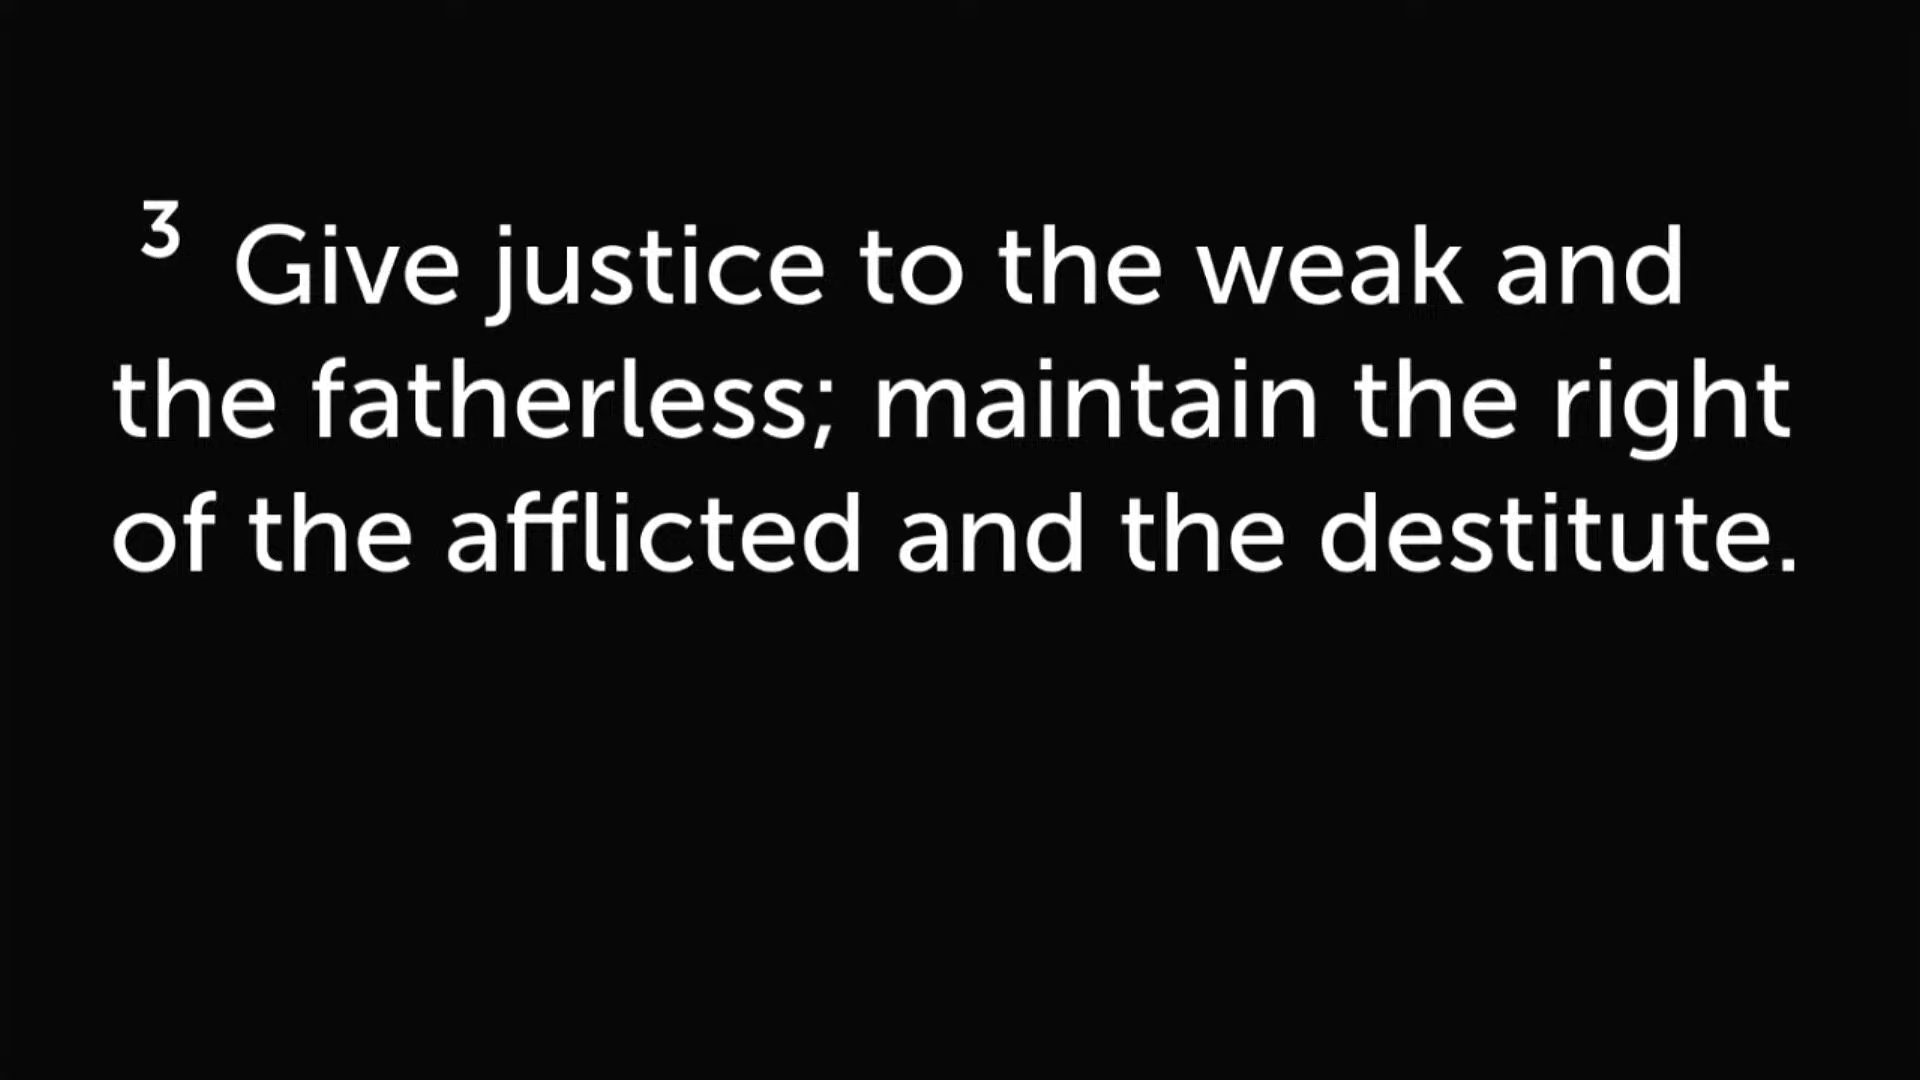 ³ Give justice to the weak and
the fatherless; maintain the right
of the afflicted and the destitute.